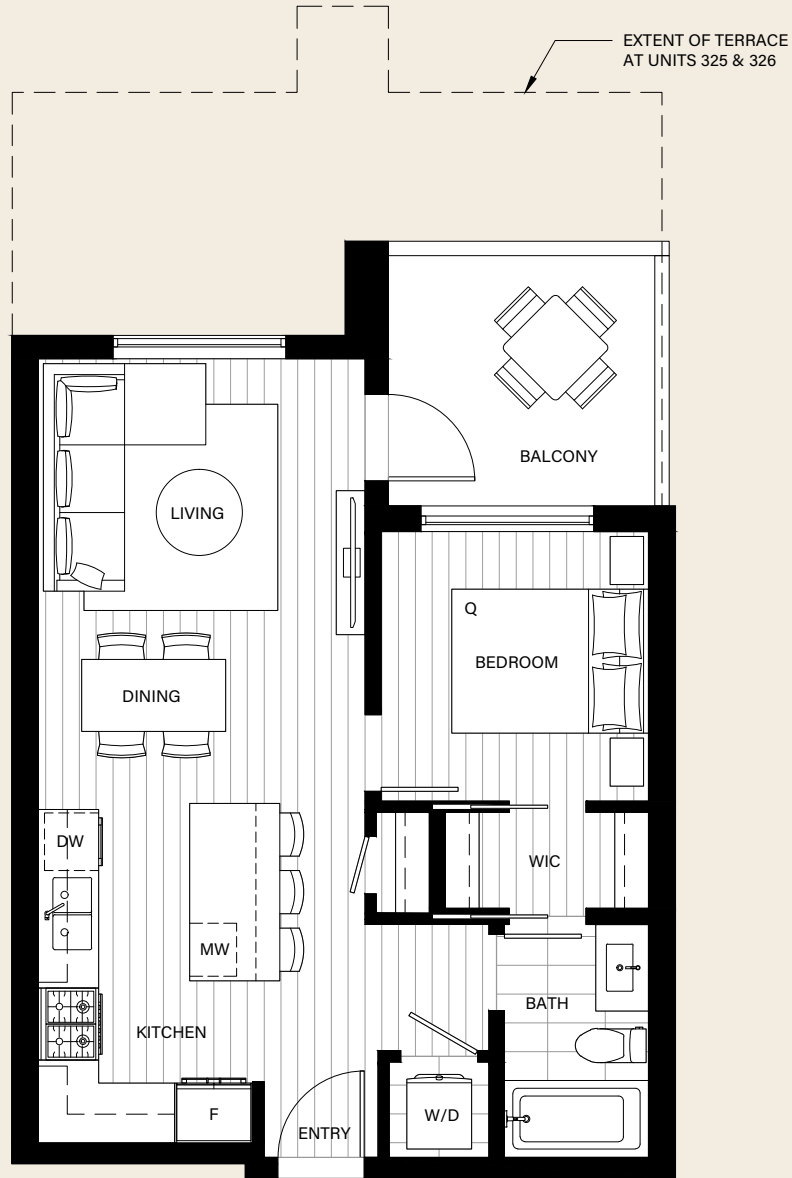 EXTENT OF TERRACE
AT UNITS 325 & 326
BALCONY
LIVING
Q
BEDROOM
DINING
DW
WIC
MW
BATH
KITCHEN
F
W/D
ENTRY